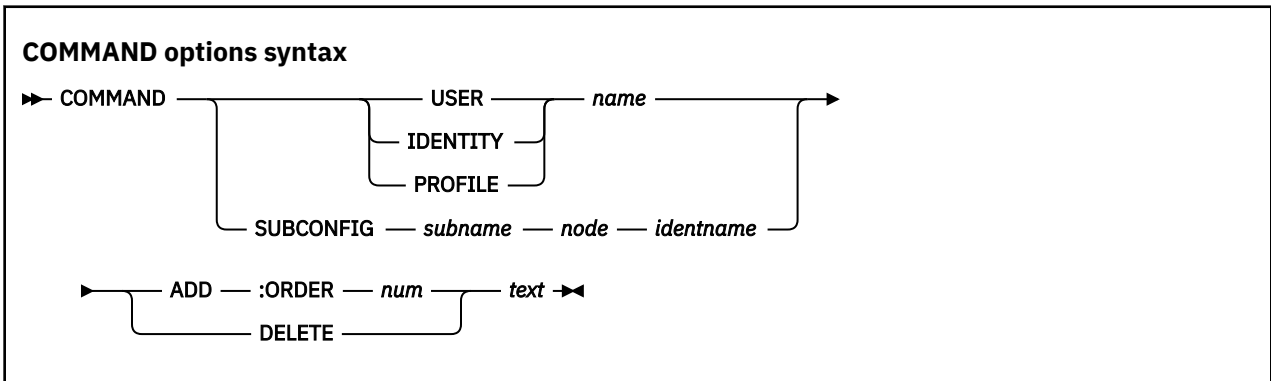 COMMAND options syntax
COMMAND USER name
IDENTITY
PROFILE
SUBCONFIG subname node identname
ADD :ORDER num text
DELETE